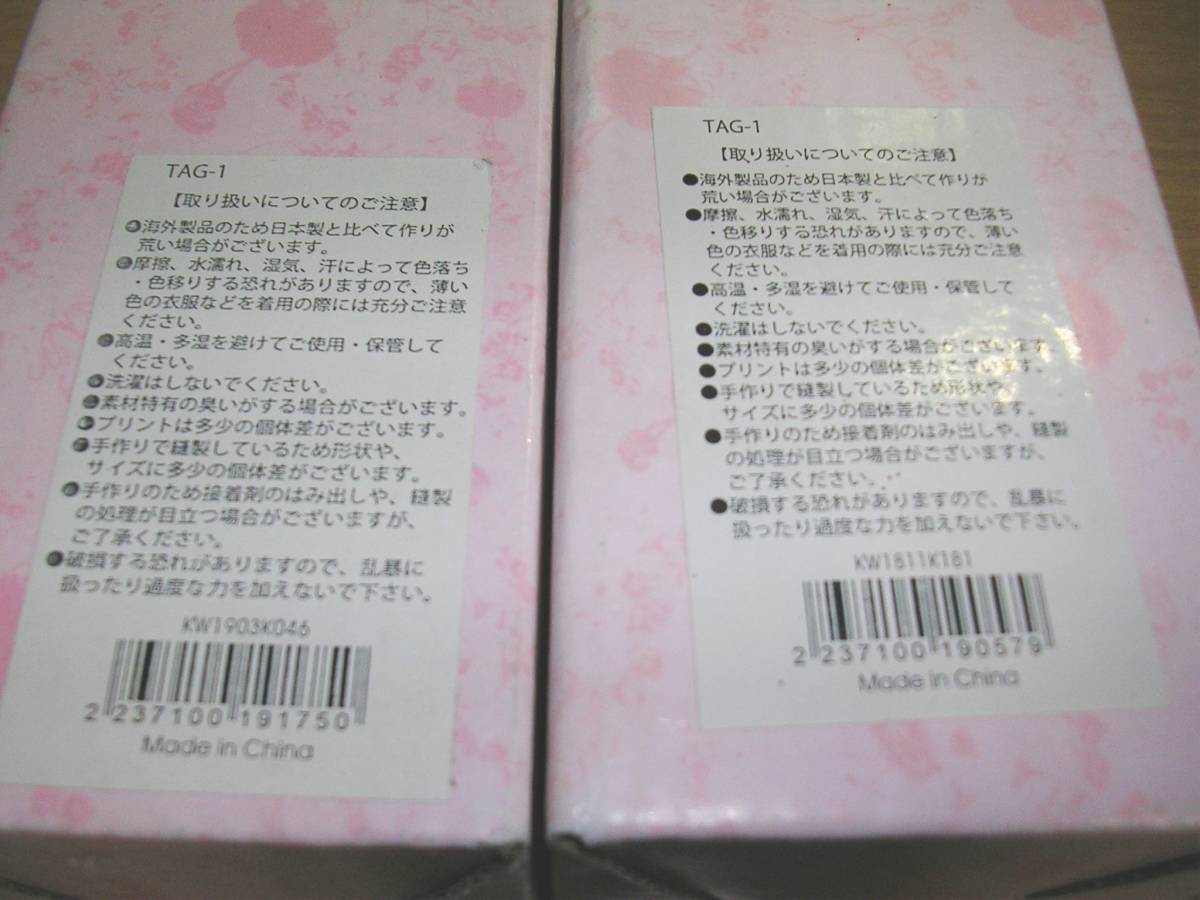 TAG-1
【取り扱いについてのご注意】
●海外製品のため日本製と比べて作りが
荒い場合がございます。
●摩擦、水濡れ、湿気、汗によって色落ち
・色移りする恐れがありますので、薄い
色の衣服などを着用の際には充分ご注意
ください。
●高温・多湿を避けてご使用・保管して
ください。
●洗濯はしないでください。
●素材特有の臭いがする場合がございます。
●プリントは多少の個体差がございます。
●手作りで縫製しているため形状や、
サイズに多少の個体差がございます。
●手作りのため接着剤のはみ出しや、縫製
の処理が目立つ場合がございますが、
ご了承ください。
●破損する恐れがありますので、乱暴に
扱ったり過度な力を加えないで下さい。
KW1903K046
2 237100 191750
Made in China
TAG-1
【取り扱いについてのご注意】
●海外製品のため日本製と比べて作りが
荒い場合がございます。
●摩擦、水濡れ、湿気、汗によって色落ち
・色移りする恐れがありますので、薄い
色の衣服などを着用の際には充分ご注意
ください。
●高温・多湿を避けてご使用・保管して
ください。
●洗濯はしないでください。
●素材特有の臭いがする場合がございます。
●プリントは多少の個体差がございます。
●手作りで縫製しているため形状や、
サイズに多少の個体差がございます。
●手作りのため接着剤のはみ出しや、縫製
の処理が目立つ場合がございますが、
ご了承ください。
●破損する恐れがありますので、乱暴に
扱ったり過度な力を加えないで下さい。
KW1811K181
2 237100 190579
Made in China